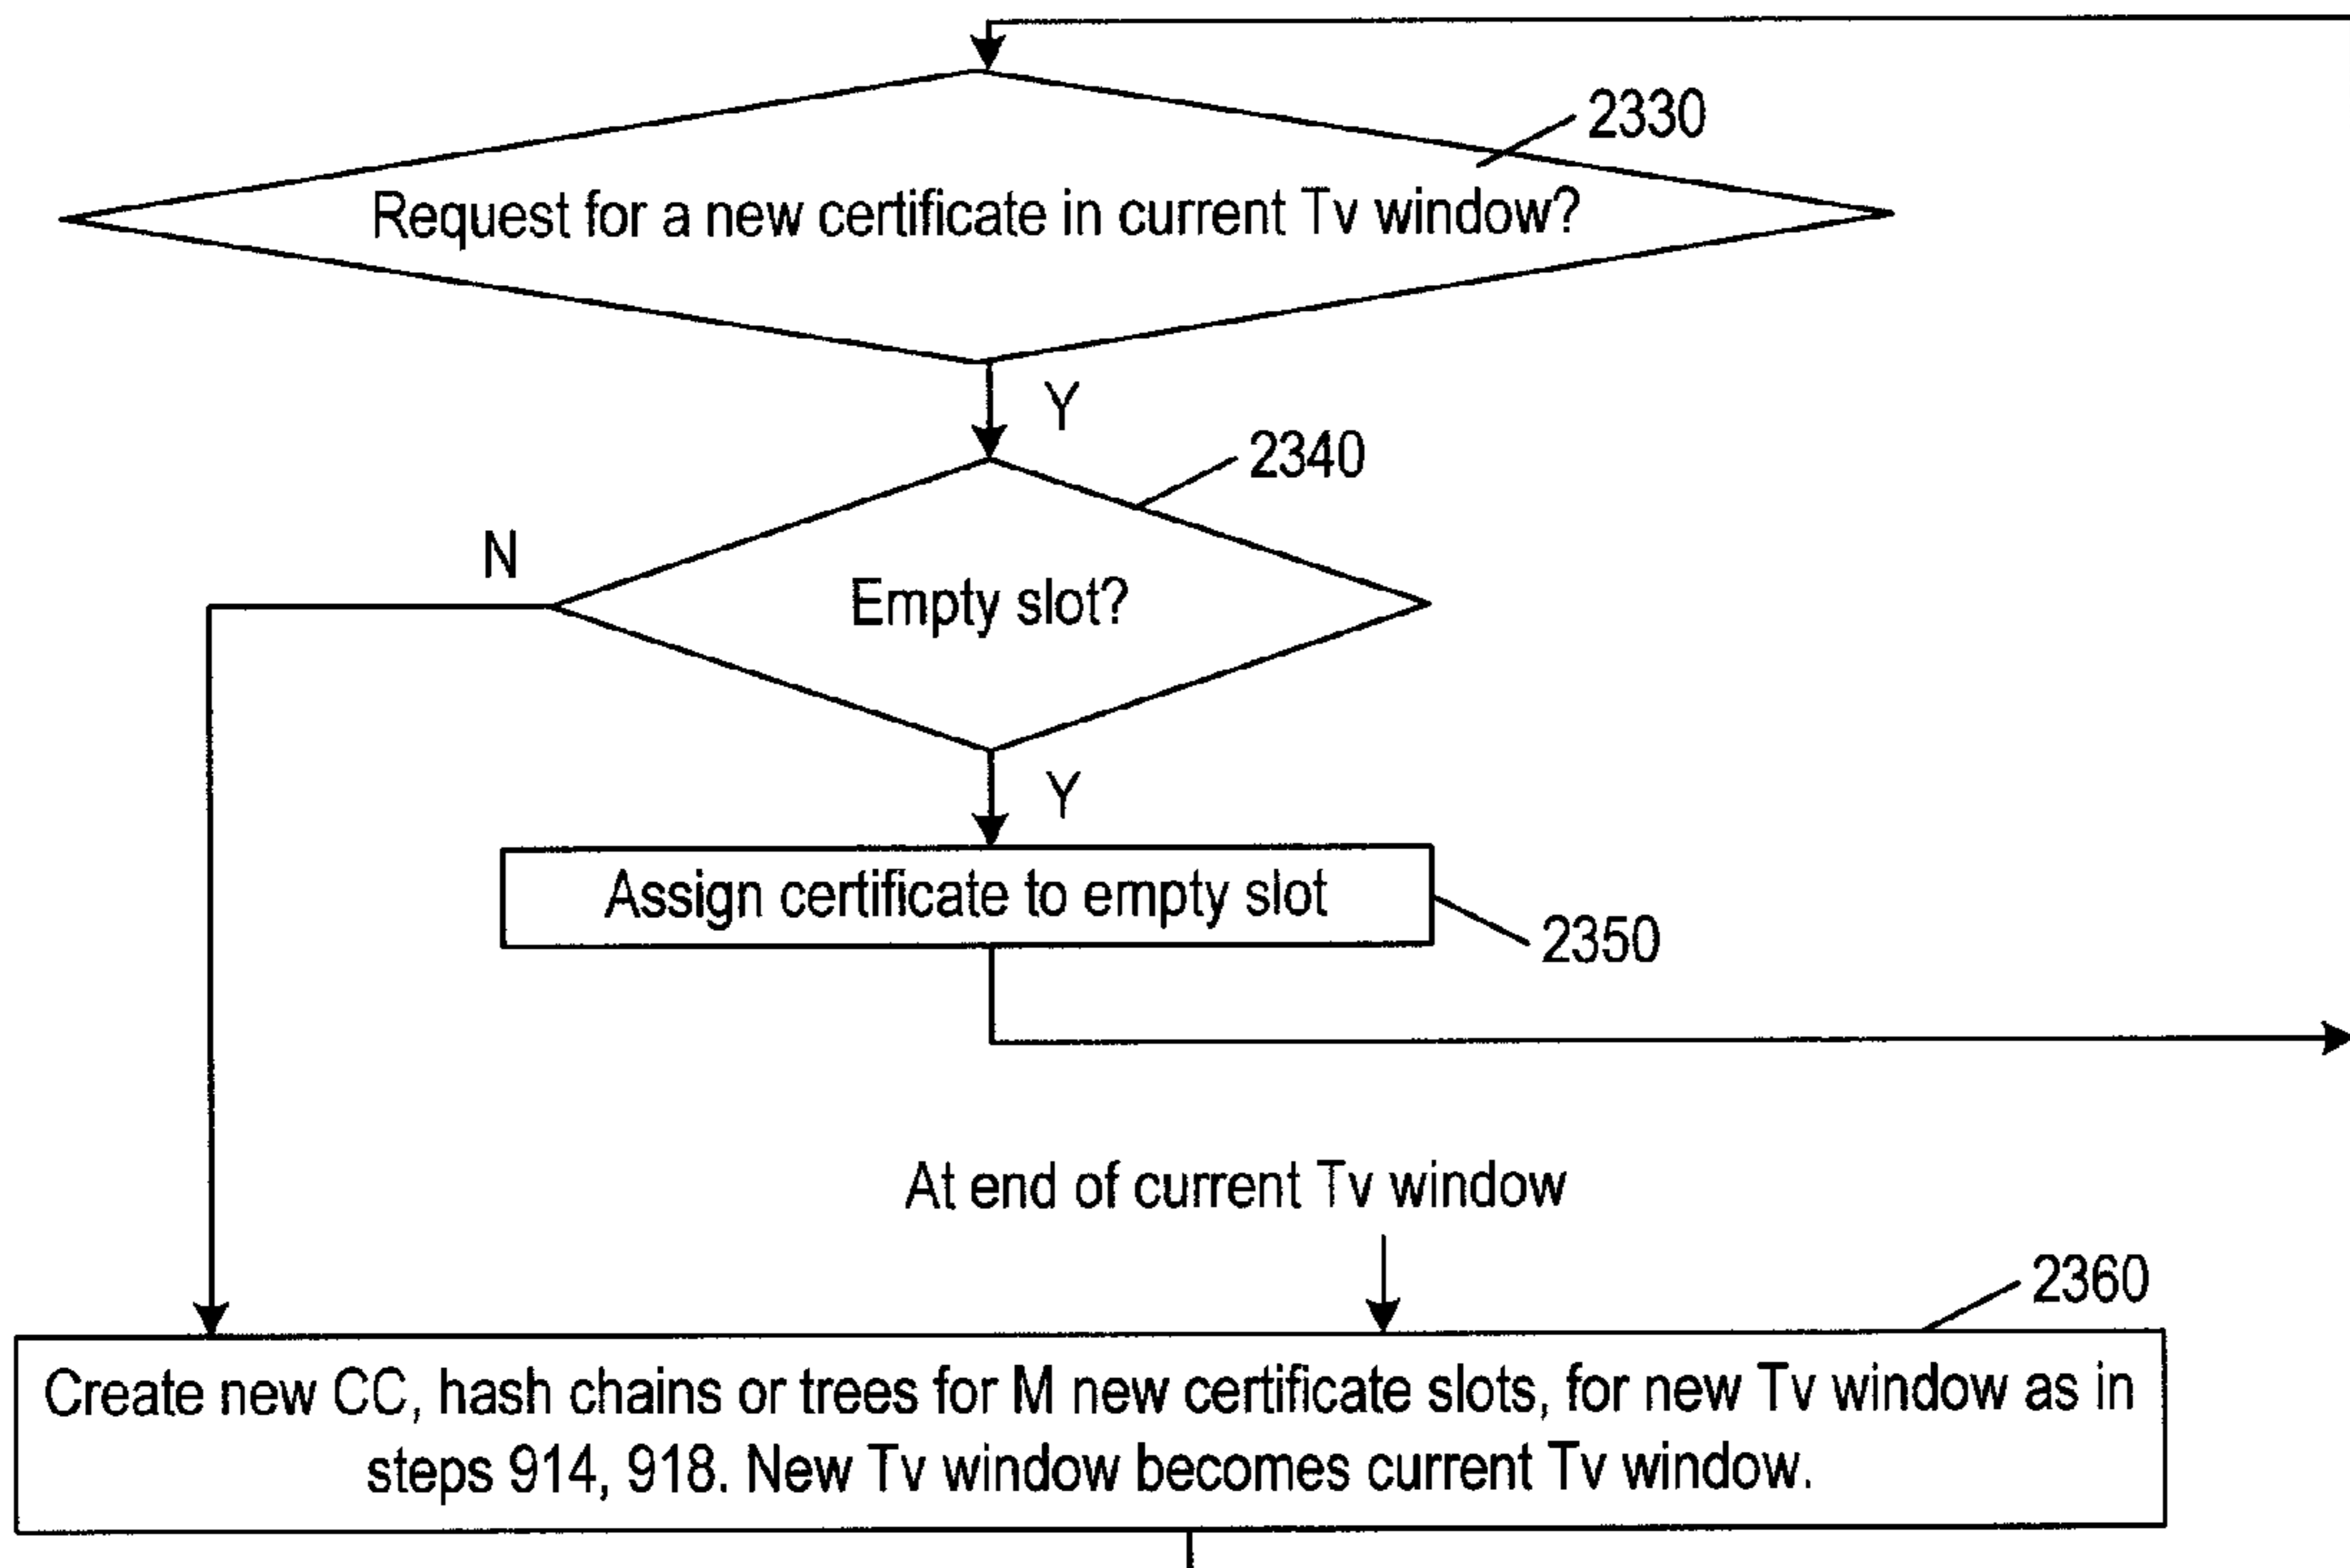 2330
Request for a new certificate in current Tv window?
Y
2340
N
Empty slot?
Y
Assign certificate to empty slot
2350
At end of current Tv window
2360
Create new CC, hash chains or trees for M new certificate slots, for new Tv window as in
steps 914, 918. New Tv window becomes current Tv window.